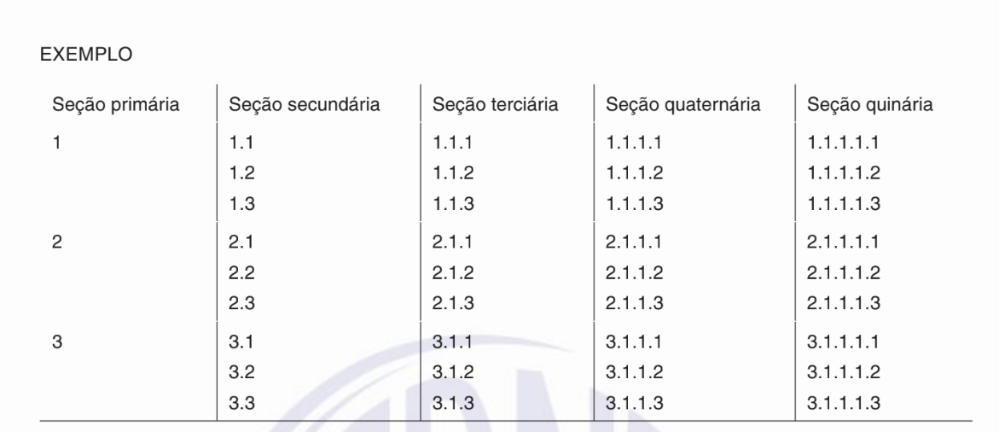 EXEMPLO
Seção primária Seção secundária Seção terciária Seção quaternária Seção quinária
1 1.1 1.1.1 1.1.1.1 1.1.1.1.1
1.2 1.1.2 1.1.1.2 1.1.1.1.2
1.3 1.1.3 1.1.1.3 1.1.1.1.3
2 2.1 2.1.1 2.1.1.1 2.1.1.1.1
2.2 2.1.2 2.1.1.2 2.1.1.1.2
2.3 2.1.3 2.1.1.3 2.1.1.1.3
3 3.1 3.1.1 3.1.1.1 3.1.1.1.1
3.2 3.1.2 3.1.1.2 3.1.1.1.2
3.3 3.1.3 3.1.1.3 3.1.1.1.3